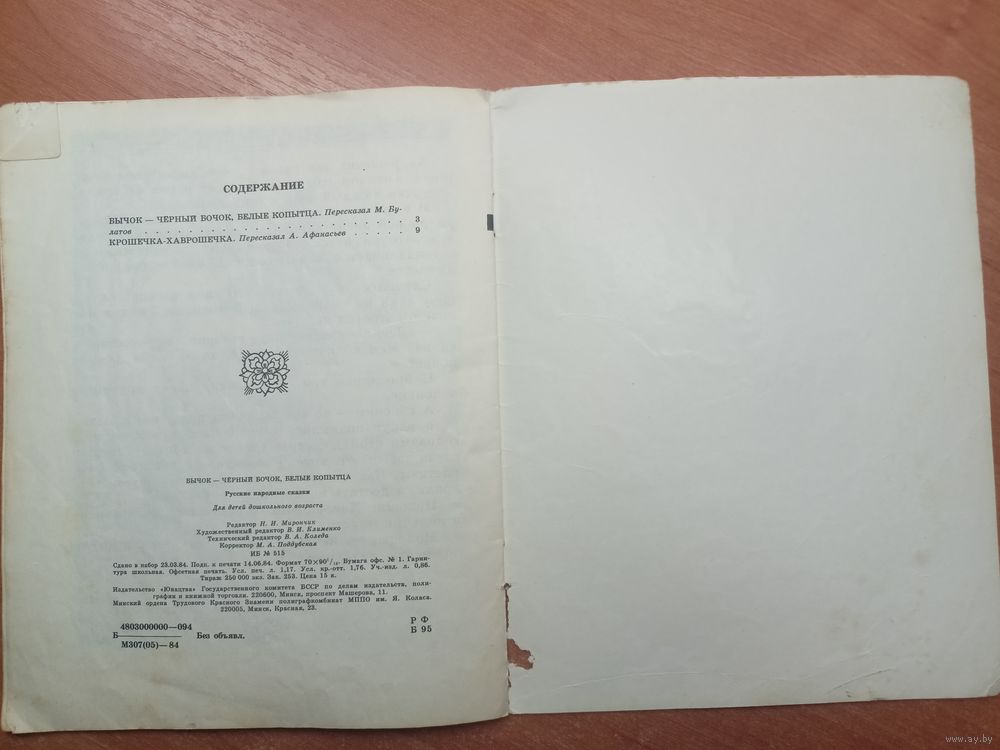 СОДЕРЖАНИЕ
БЫЧОК — ЧЕРНЫЙ БОЧОК, БЕЛЫЕ КОПЫТЦА. Пересказал М. Бу-
латов . . . . . . . . . . . . . . . . . . . . . . . . 3
КРОШЕЧКА-ХАВРОШЕЧКА. Пересказал А. Афанасьев . . . . . 9
БЫЧОК — ЧЕРНЫЙ БОЧОК, БЕЛЫЕ КОПЫТЦА
Русские народные сказки
Для детей дошкольного возраста
Редактор Н. И. Мирончик
Художественный редактор В. И. Клименко
Технический редактор В. А. Коледа
Корректор М. А. Поддубская
ИБ № 515
Сдано в набор 23.03.84. Подп. к печати 14.06.84. Формат 70×90¹/₁₆. Бумага офс. № 1. Гарни-
тура школьная. Офсетная печать. Усл. печ. л. 1,17. Усл. кр.-отт. 1,76. Уч.-изд. л. 0,86.
Тираж 250 000 экз. Зак. 253. Цена 15 к.
Издательство «Юнацтва» Государственного комитета БССР по делам издательств, поли-
графии и книжной торговли. 220600, Минск, проспект Машерова, 11.
Минский ордена Трудового Красного Знамени полиграфкомбинат МППО им. Я. Коласа.
220005, Минск, Красная, 23.
Б 4803000000—094 / М307(05)—84 Без объявл.
Р Ф
Б 95
www.ay.by